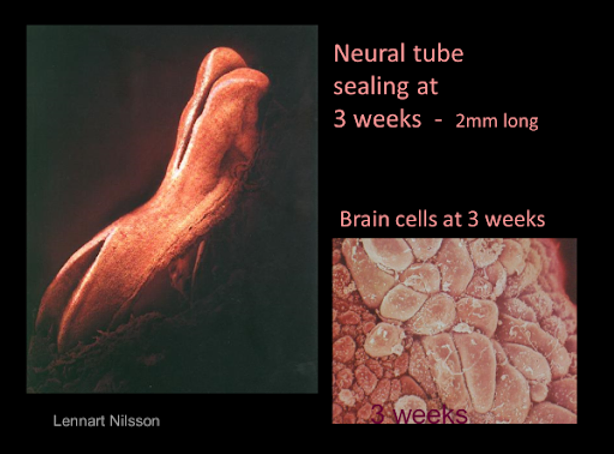 Neural tube
sealing at
3 weeks - 2mm long
Brain cells at 3 weeks
3 weeks
Lennart Nilsson